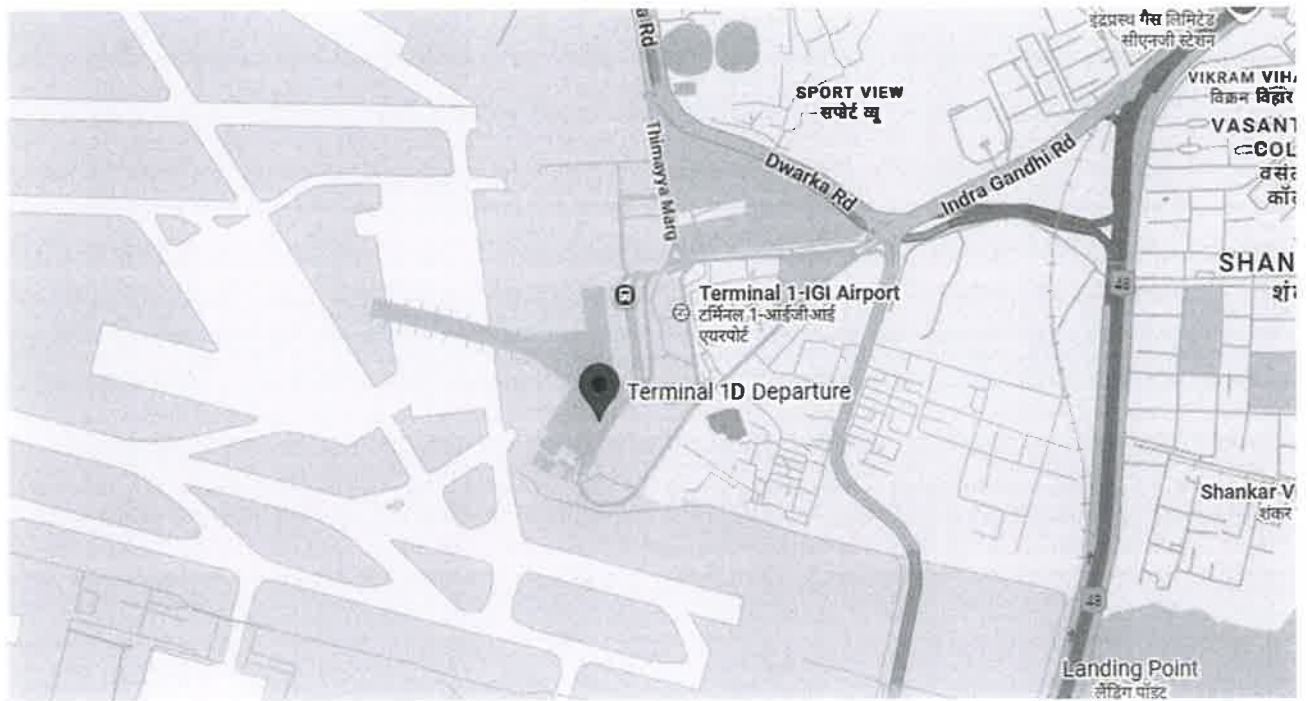 इंद्रप्रस्थ गैस लिमिटेड
सीएनजी स्टेशन
a Rd
SPORT VIEW
सपोर्ट व्यू
VIKRAM VIHA
विक्रन विहार
VASANT
COL
Thimayya Marg
Dwarka Rd
Indra Gandhi Rd
SHAN
48
Terminal 1-IGI Airport
टर्मिनल 1-आईजीआई
एयरपोर्ट
Terminal 1D Departure
Shankar V
शंकर
48
Landing Point
लैंडिंग पॉइंट